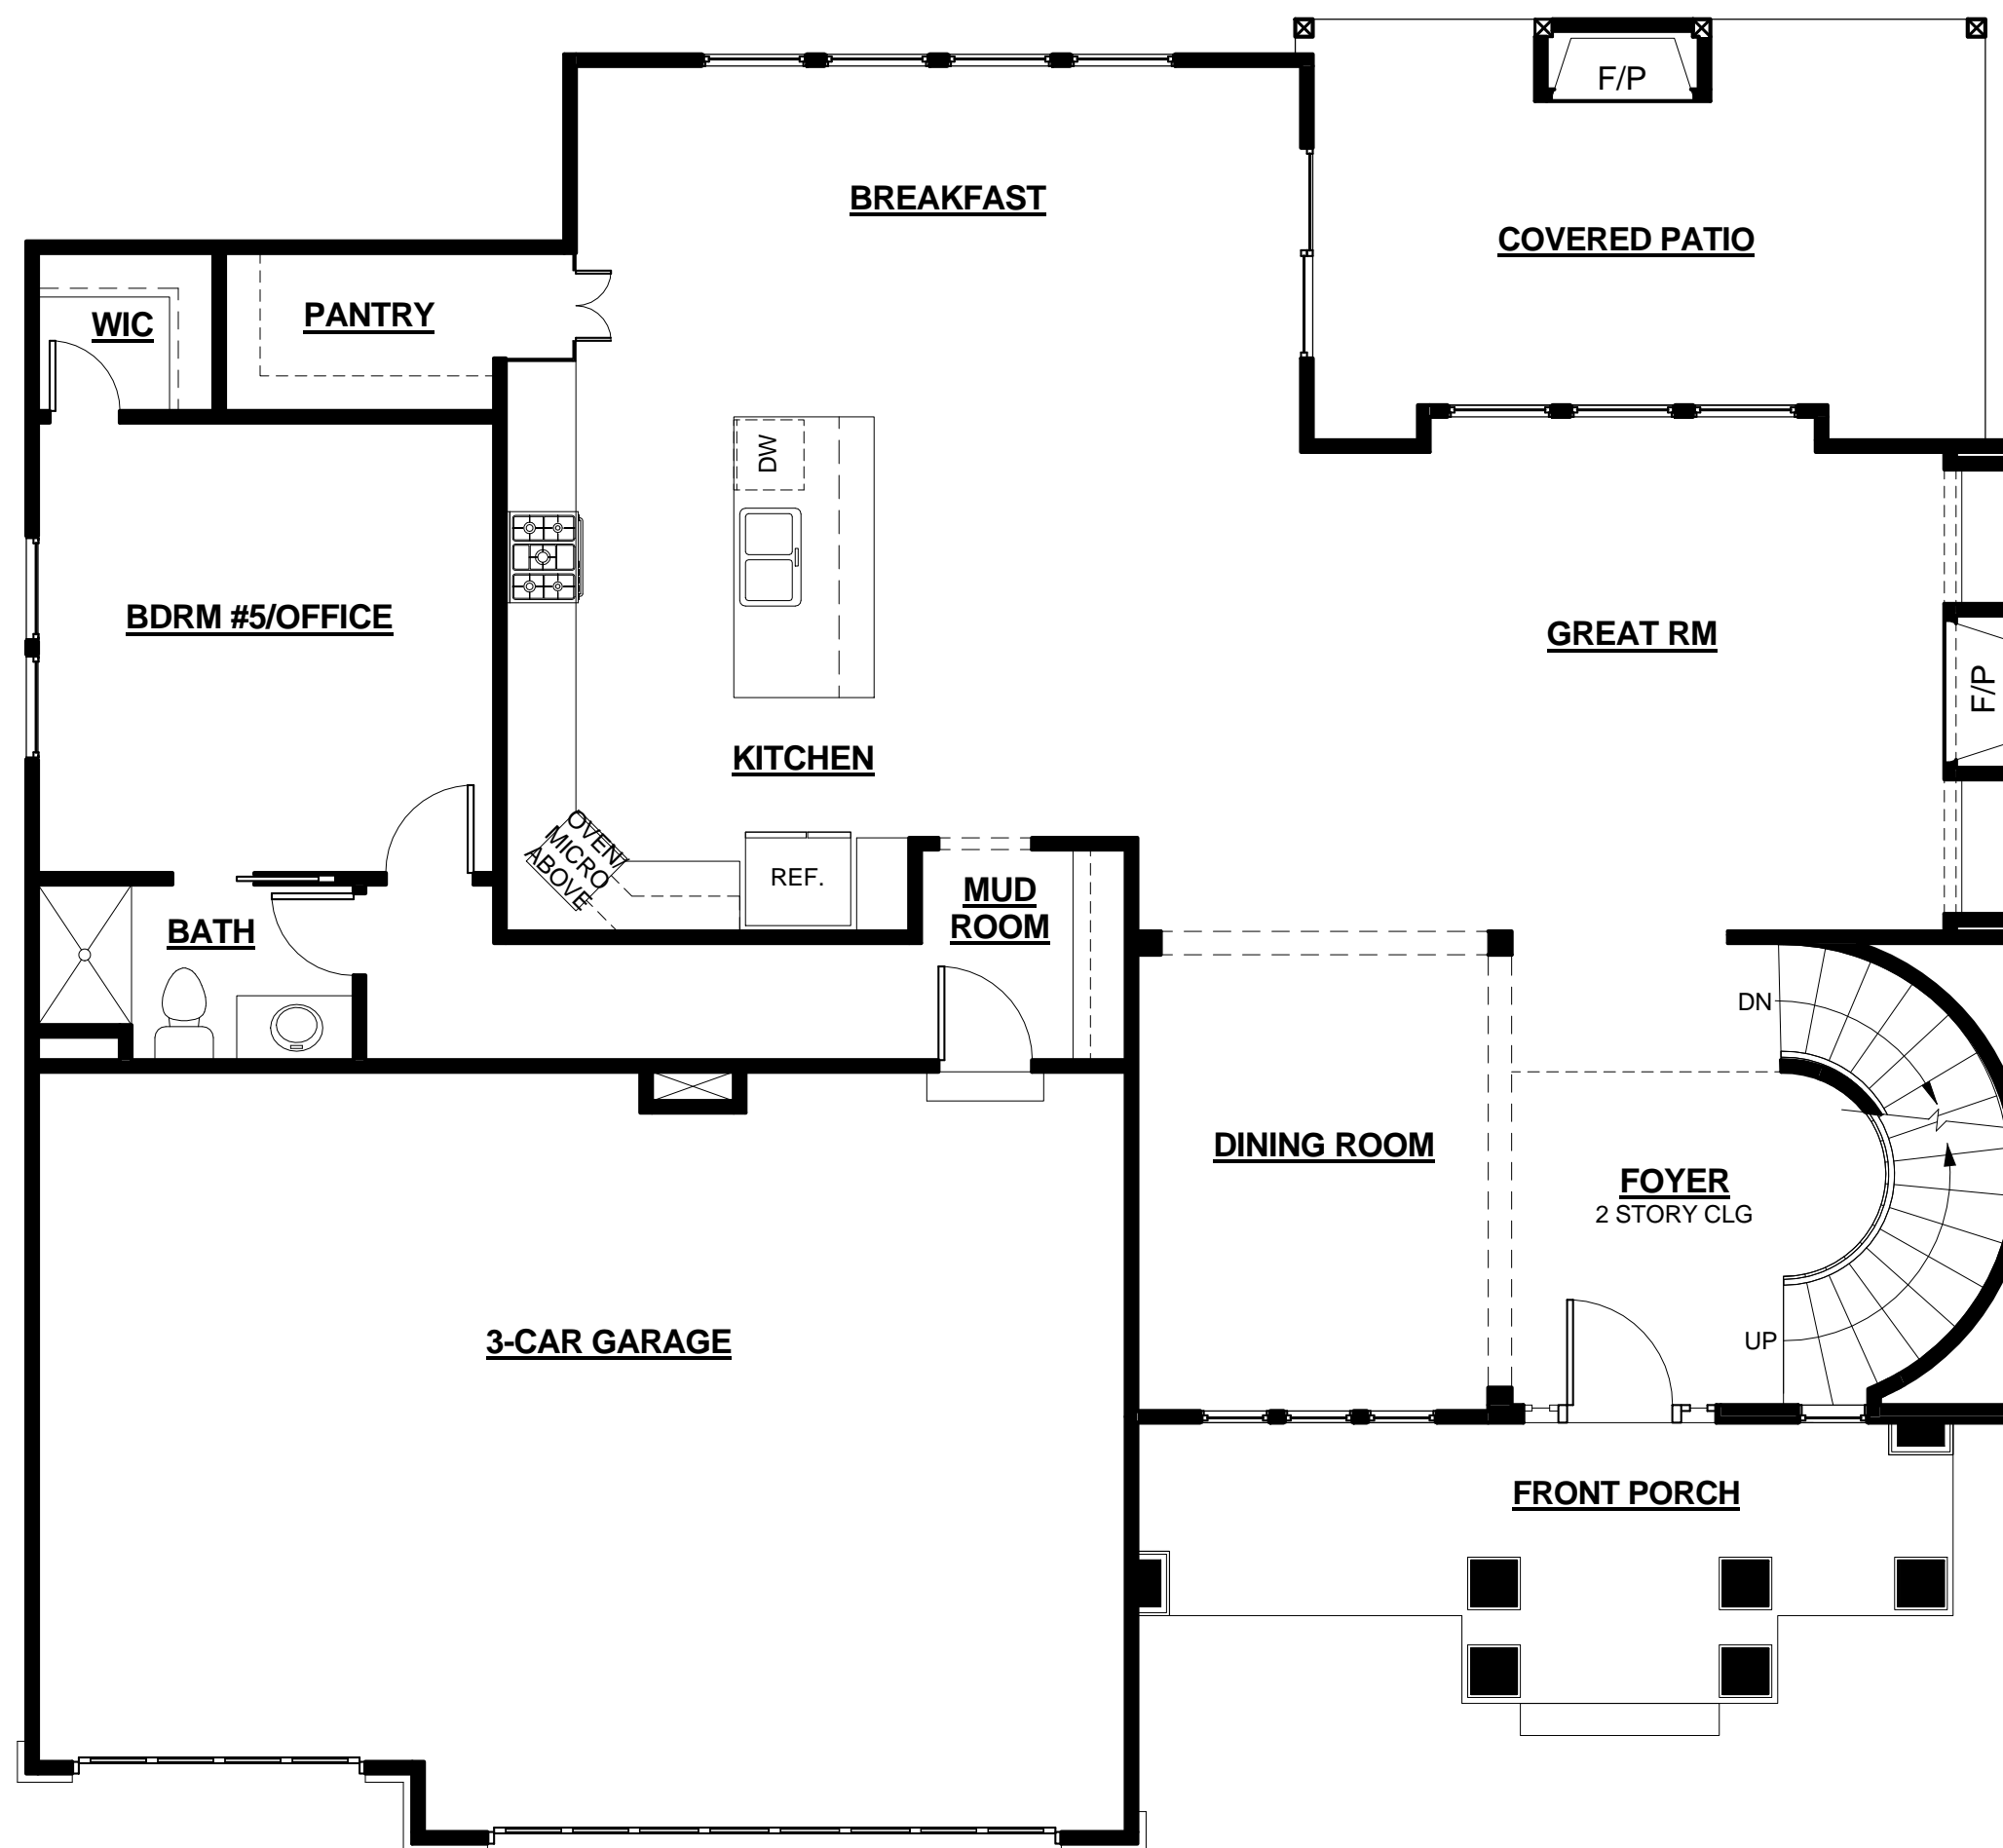 F/P
BREAKFAST
COVERED PATIO
PANTRY
WIC
DW
BDRM #5/OFFICE
GREAT RM
F/P
KITCHEN
OVEN/
MICRO
ABOVE
REF.
MUD
ROOM
BATH
DN
DINING ROOM
FOYER
2 STORY CLG
UP
3-CAR GARAGE
FRONT PORCH